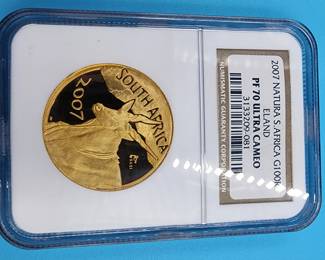 SOUTH AFRICA
2007
2007 NATURA S.AFRICA G100R
ELAND
PF 70 ULTRA CAMEO
3133209-081
NUMISMATIC GUARANTY CORPORATION